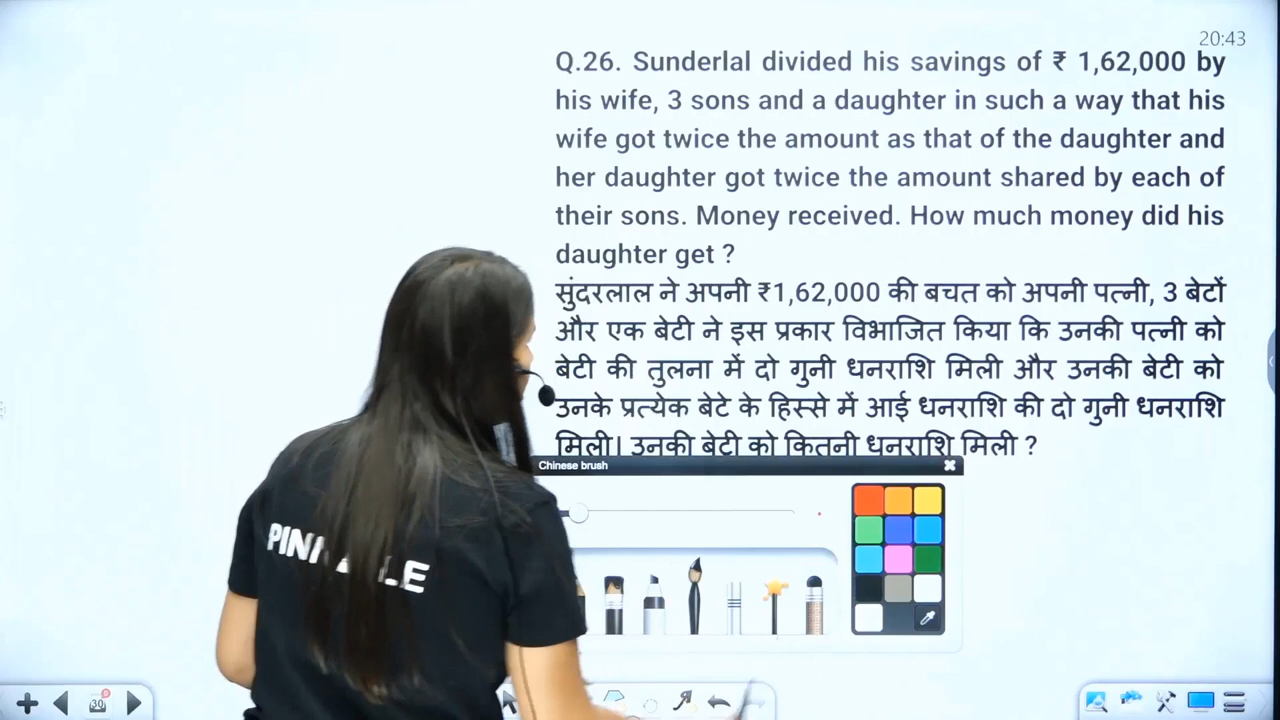 20:43
Q.26. Sunderlal divided his savings of ₹ 1,62,000 by
his wife, 3 sons and a daughter in such a way that his
wife got twice the amount as that of the daughter and
her daughter got twice the amount shared by each of
their sons. Money received. How much money did his
daughter get ?
सुंदरलाल ने अपनी ₹1,62,000 की बचत को अपनी पत्नी, 3 बेटों
और एक बेटी ने इस प्रकार विभाजित किया कि उनकी पत्नी को
बेटी की तुलना में दो गुनी धनराशि मिली और उनकी बेटी को
उनके प्रत्येक बेटे के हिस्से में आई धनराशि की दो गुनी धनराशि
मिली। उनकी बेटी को कितनी धनराशि मिली ?
Chinese brush
30